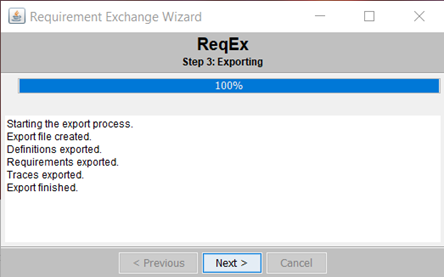 Requirement Exchange Wizard
ReqEx
Step 3: Exporting
100%
Starting the export process.
Export file created.
Definitions exported.
Requirements exported.
Traces exported.
Export finished.
< Previous
Next >
Cancel